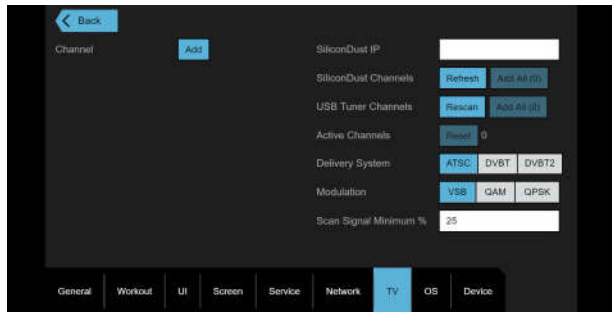 Back
Channel Add
SiliconDust IP
SiliconDust Channels Refresh Add All (0)
USB Tuner Channels Rescan Add All (0)
Active Channels Reset 0
Delivery System ATSC DVBT DVBT2
Modulation VSB QAM QPSK
Scan Signal Minimum % 25
General Workout UI Screen Service Network TV OS Device